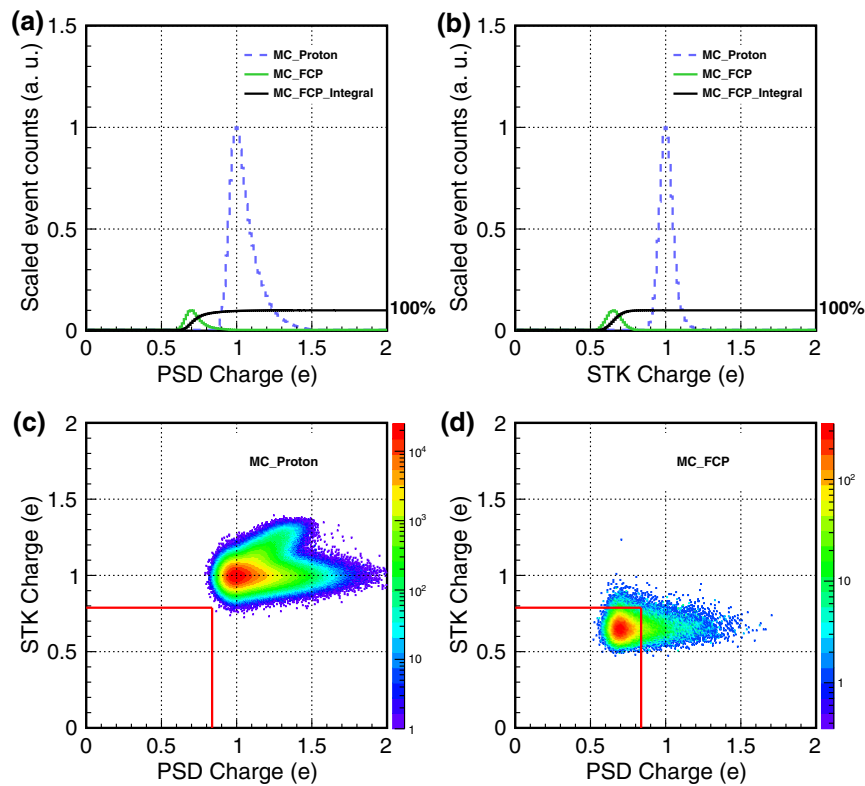 (a)
Scaled event counts (a. u.)
1.5
1
0.5
0
MC_Proton
MC_FCP
MC_FCP_Integral
100%
0 0.5 1 1.5 2
PSD Charge (e)
(b)
Scaled event counts (a. u.)
1.5
1
0.5
0
MC_Proton
MC_FCP
MC_FCP_Integral
100%
0 0.5 1 1.5 2
STK Charge (e)
(c)
STK Charge (e)
2
1.5
1
0.5
0
MC_Proton
10^4
10^3
10^2
10
1
0 0.5 1 1.5 2
PSD Charge (e)
(d)
STK Charge (e)
2
1.5
1
0.5
0
MC_FCP
10^2
10
1
0 0.5 1 1.5 2
PSD Charge (e)